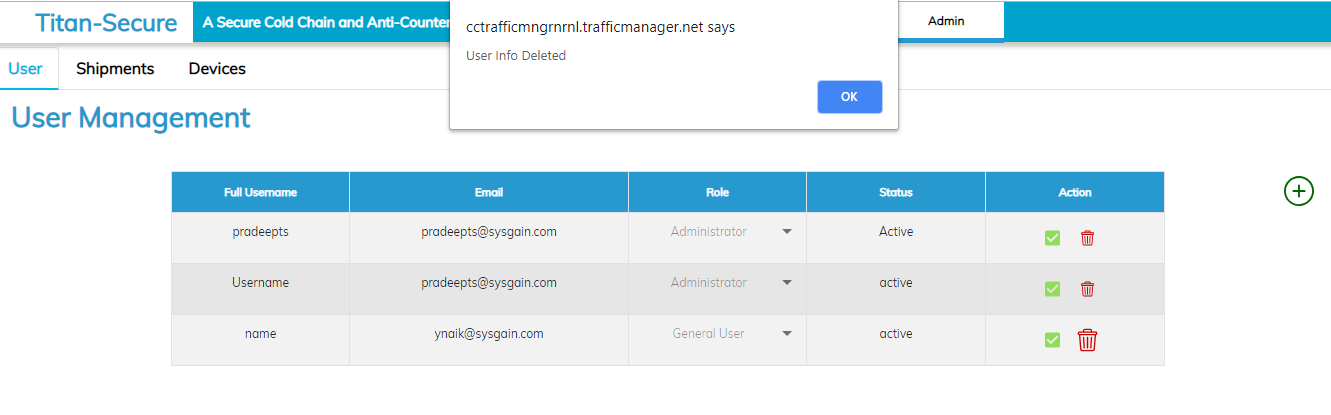 Titan-Secure
A Secure Cold Chain and Anti-Counter
cctrafficmngrnrnl.trafficmanager.net says
User Info Deleted
OK
Admin
User Shipments Devices
User Management
Full Username Email Role Status Action
pradeepts pradeepts@sysgain.com Administrator Active
Username pradeepts@sysgain.com Administrator active
name ynaik@sysgain.com General User active